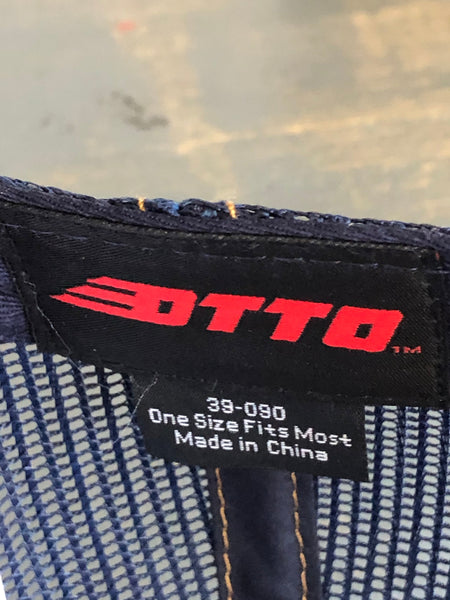 OTTO™
39-090
One Size Fits Most
Made in China